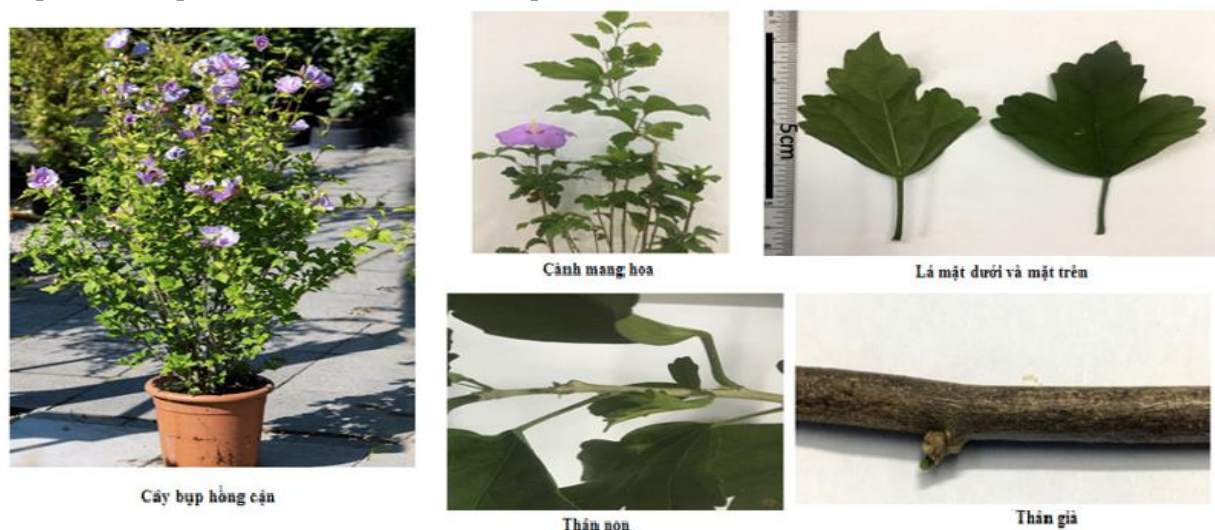 Cành mang hoa
5cm
Lá mặt dưới và mặt trên
Cây bụp hồng cận
Thân non
Thân già